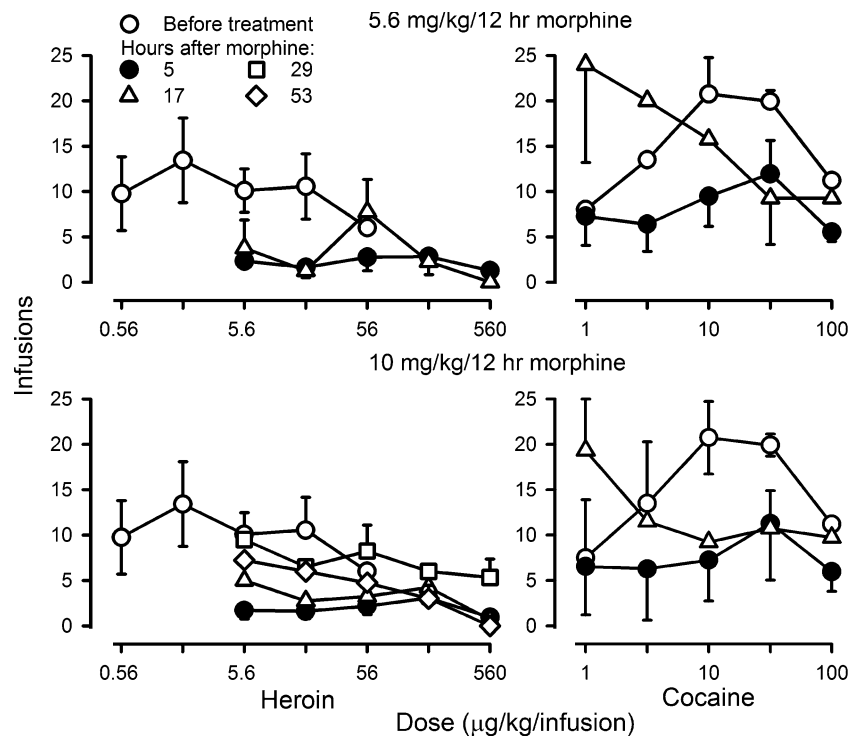 5.6 mg/kg/12 hr morphine
Before treatment
Hours after morphine:
5 29
17 53
25 25
20 20
15 15
10 10
5 5
0 0
0.56 5.6 56 560 1 10 100
Infusions
10 mg/kg/12 hr morphine
25 25
20 20
15 15
10 10
5 5
0 0
0.56 5.6 56 560 1 10 100
Heroin Cocaine
Dose (μg/kg/infusion)